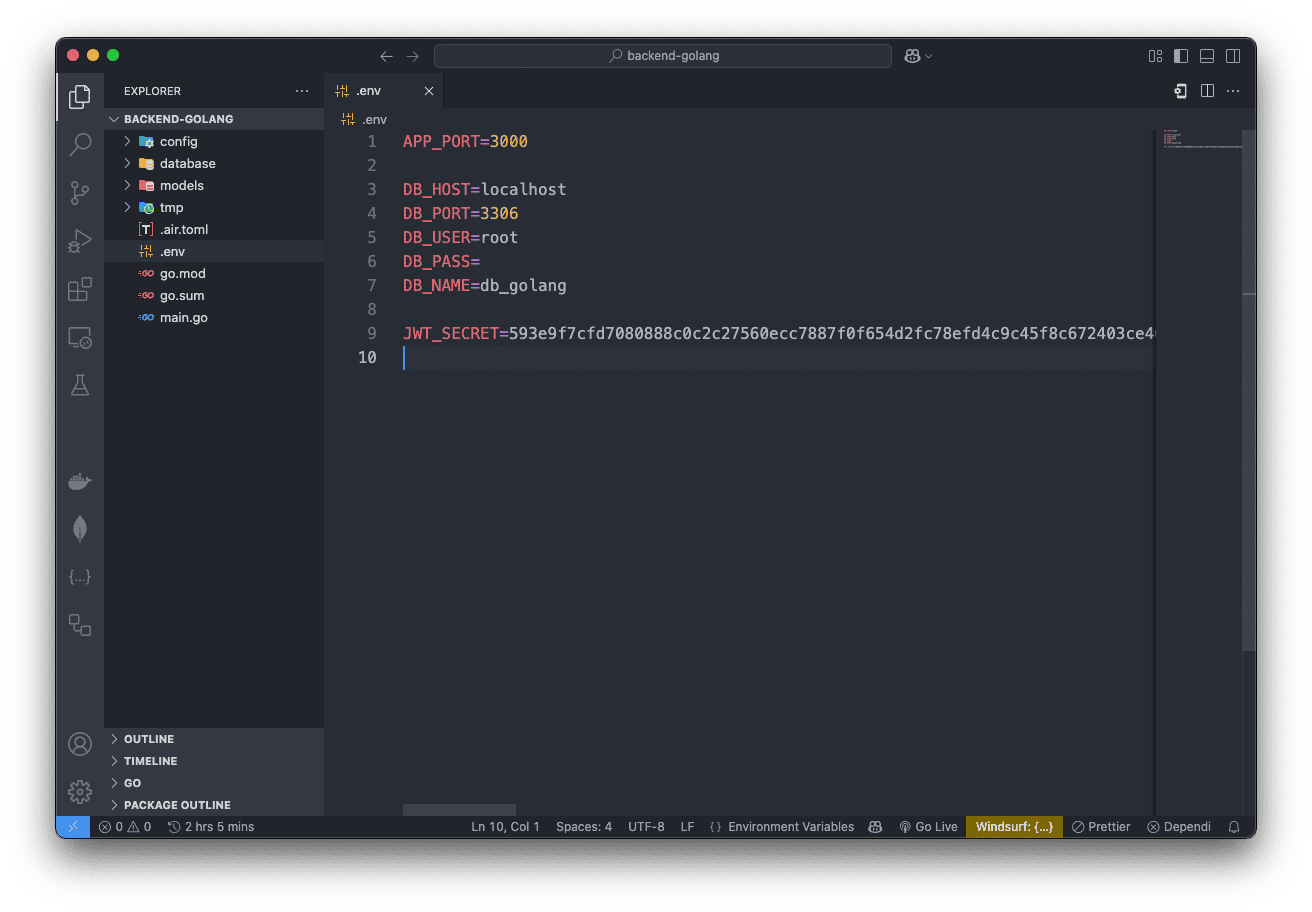 backend-golang
EXPLORER
.env
BACKEND-GOLANG
.env
config
database
models
tmp
.air.toml
.env
go.mod
go.sum
main.go
OUTLINE
TIMELINE
GO
PACKAGE OUTLINE
1 APP_PORT=3000
2
3 DB_HOST=localhost
4 DB_PORT=3306
5 DB_USER=root
6 DB_PASS=
7 DB_NAME=db_golang
8
9 JWT_SECRET=593e9f7cfd7080888c0c2c27560ecc7887f0f654d2fc78efd4c9c45f8c672403ce4
10
0 0 2 hrs 5 mins Ln 10, Col 1 Spaces: 4 UTF-8 LF {} Environment Variables Go Live Windsurf: {...} Prettier Dependi